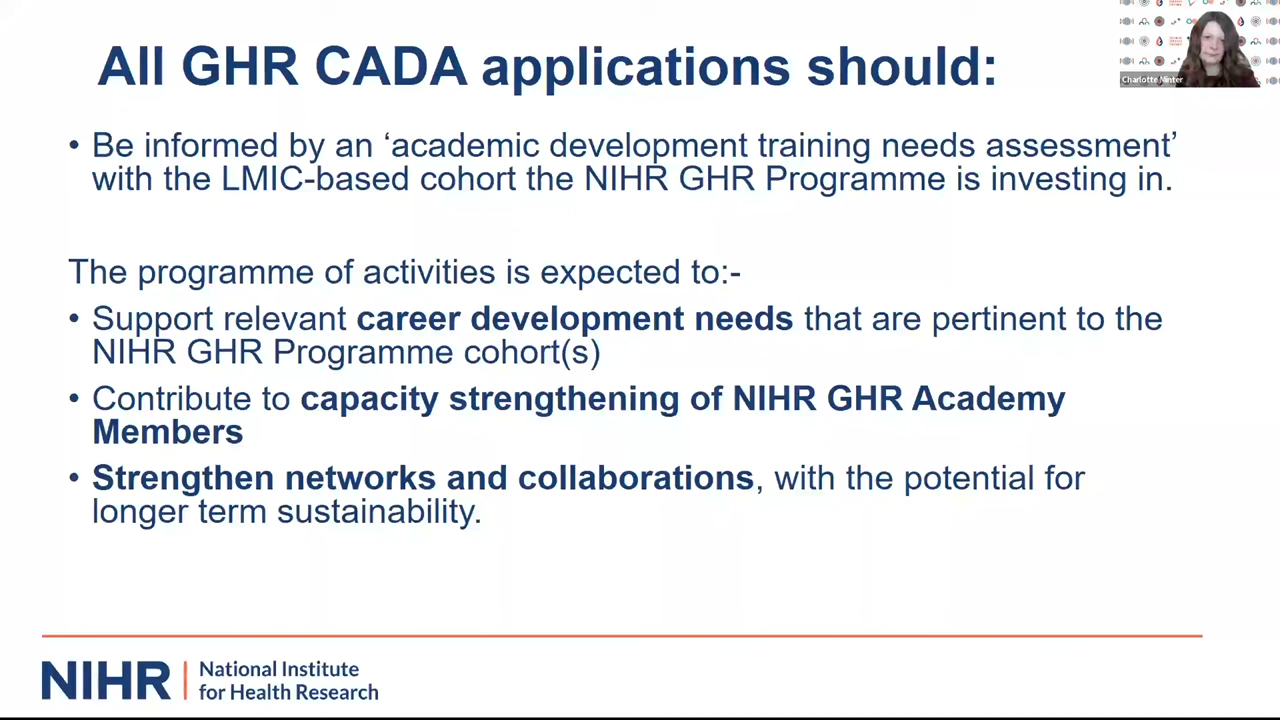 All GHR CADA applications should:
Charlotte Minter
• Be informed by an ‘academic development training needs assessment’
with the LMIC-based cohort the NIHR GHR Programme is investing in.
The programme of activities is expected to:-
• Support relevant career development needs that are pertinent to the
NIHR GHR Programme cohort(s)
• Contribute to capacity strengthening of NIHR GHR Academy
Members
• Strengthen networks and collaborations, with the potential for
longer term sustainability.
NIHR | National Institute
for Health Research